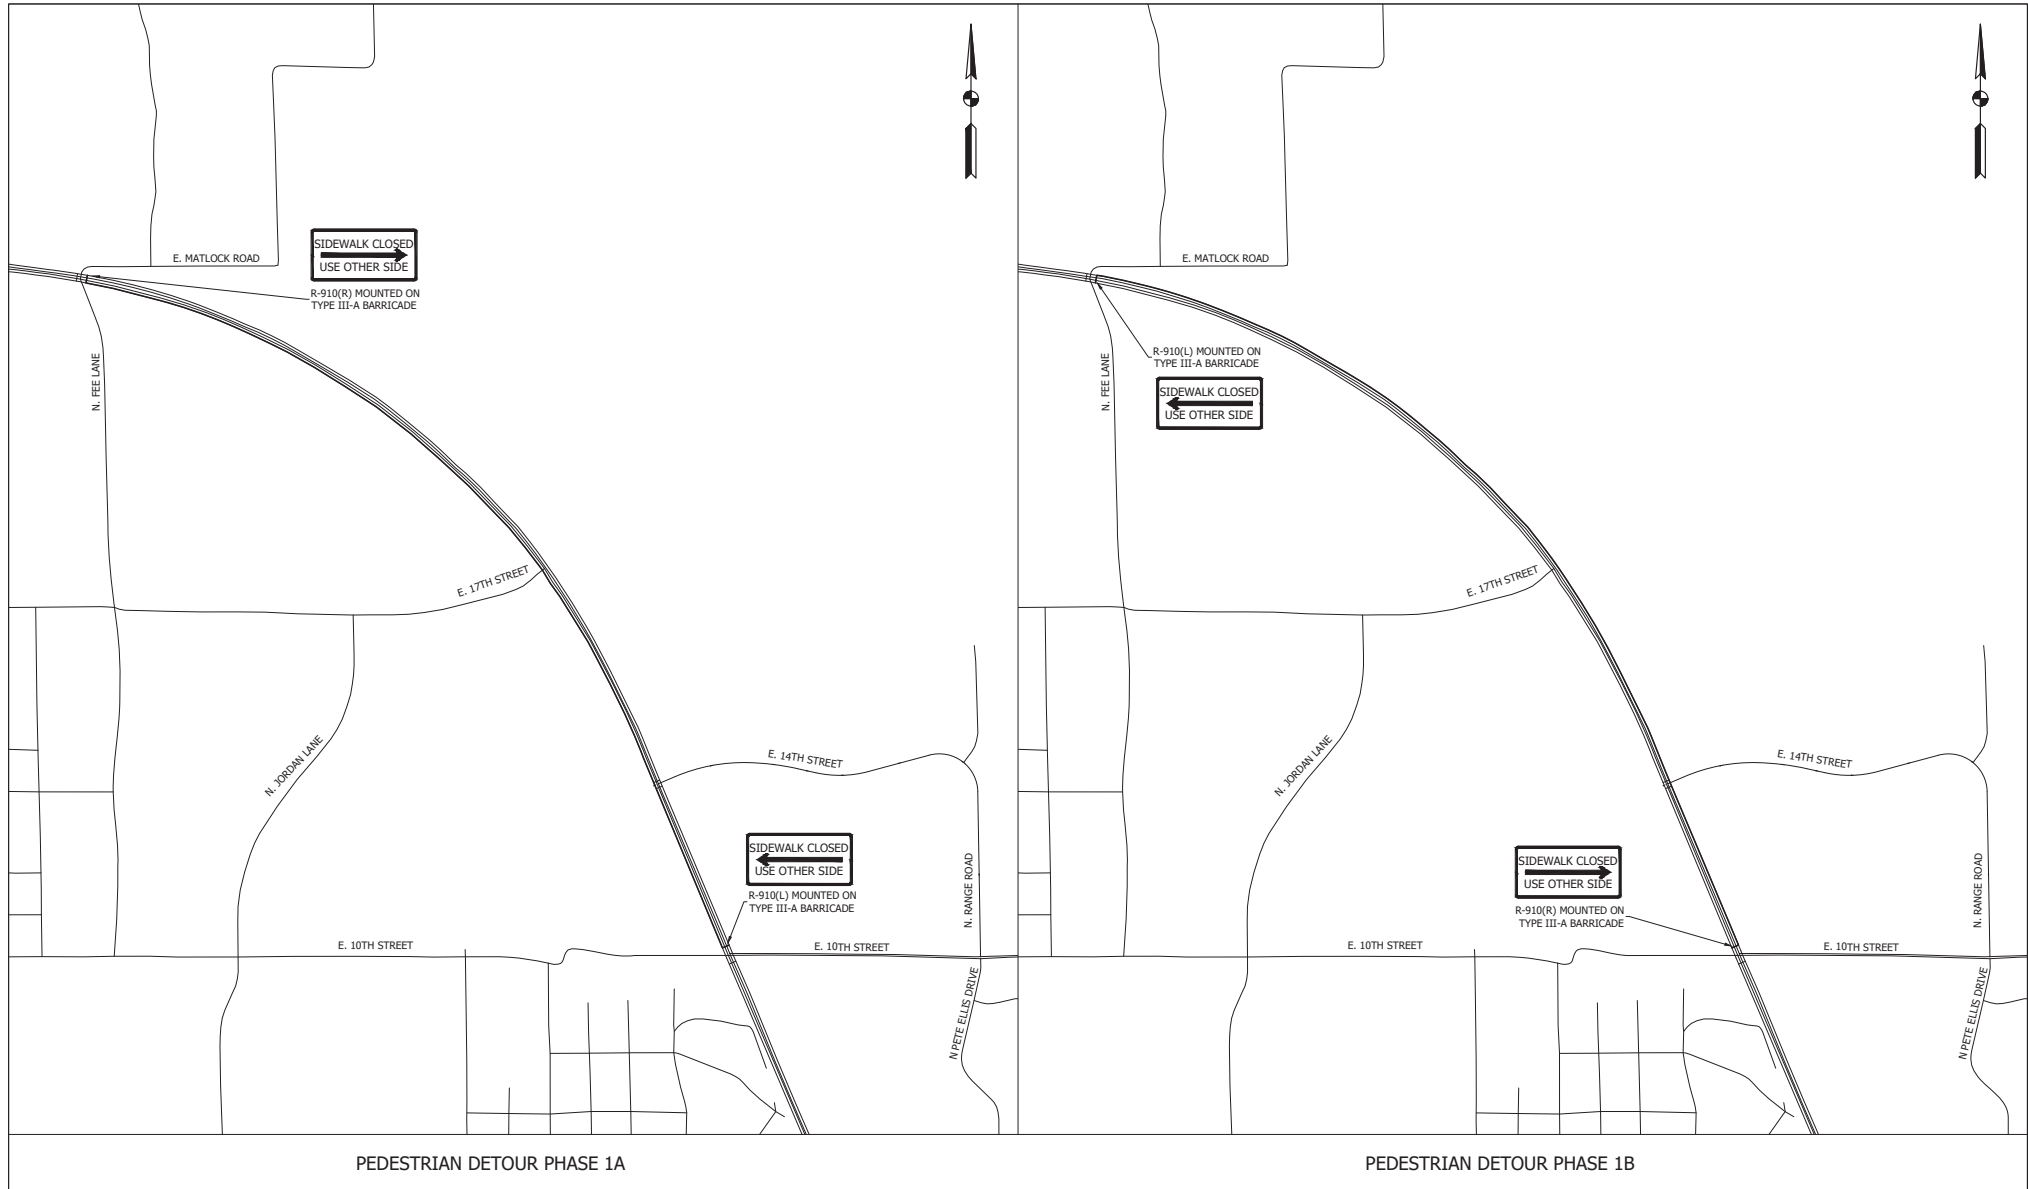 SIDEWALK CLOSED
USE OTHER SIDE
E. MATLOCK ROAD
R-910(R) MOUNTED ON
TYPE III-A BARRICADE
N. FEE LANE
E. 17TH STREET
N. JORDAN LANE
E. 14TH STREET
SIDEWALK CLOSED
USE OTHER SIDE
R-910(L) MOUNTED ON
TYPE III-A BARRICADE
N. RANGE ROAD
E. 10TH STREET
E. 10TH STREET
N PETE ELLIS DRIVE
PEDESTRIAN DETOUR PHASE 1A
E. MATLOCK ROAD
R-910(L) MOUNTED ON
TYPE III-A BARRICADE
SIDEWALK CLOSED
USE OTHER SIDE
N. FEE LANE
E. 17TH STREET
N. JORDAN LANE
E. 14TH STREET
SIDEWALK CLOSED
USE OTHER SIDE
R-910(R) MOUNTED ON
TYPE III-A BARRICADE
N. RANGE ROAD
E. 10TH STREET
E. 10TH STREET
N PETE ELLIS DRIVE
PEDESTRIAN DETOUR PHASE 1B